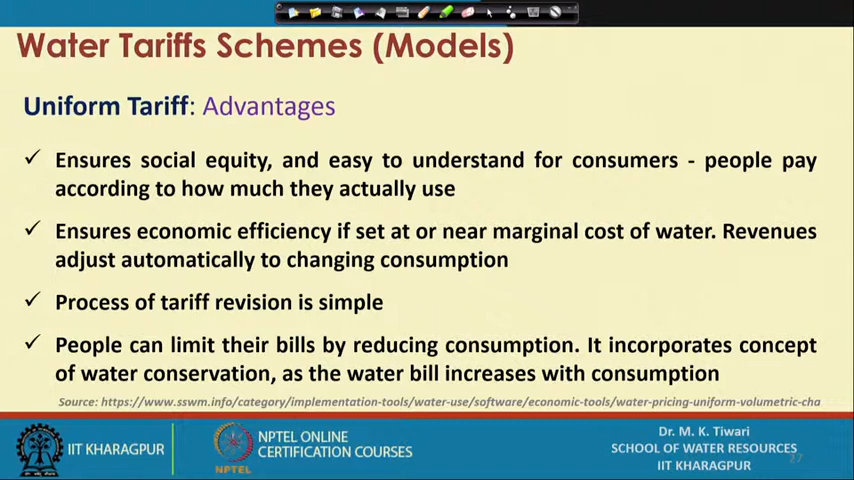 Water Tariffs Schemes (Models)
Uniform Tariff: Advantages
✓ Ensures social equity, and easy to understand for consumers - people pay
according to how much they actually use
✓ Ensures economic efficiency if set at or near marginal cost of water. Revenues
adjust automatically to changing consumption
✓ Process of tariff revision is simple
✓ People can limit their bills by reducing consumption. It incorporates concept
of water conservation, as the water bill increases with consumption
Source: https://www.sswm.info/category/implementation-tools/water-use/software/economic-tools/water-pricing-uniform-volumetric-cha
IIT KHARAGPUR
NPTEL
NPTEL ONLINE
CERTIFICATION COURSES
Dr. M. K. Tiwari
SCHOOL OF WATER RESOURCES
IIT KHARAGPUR
27